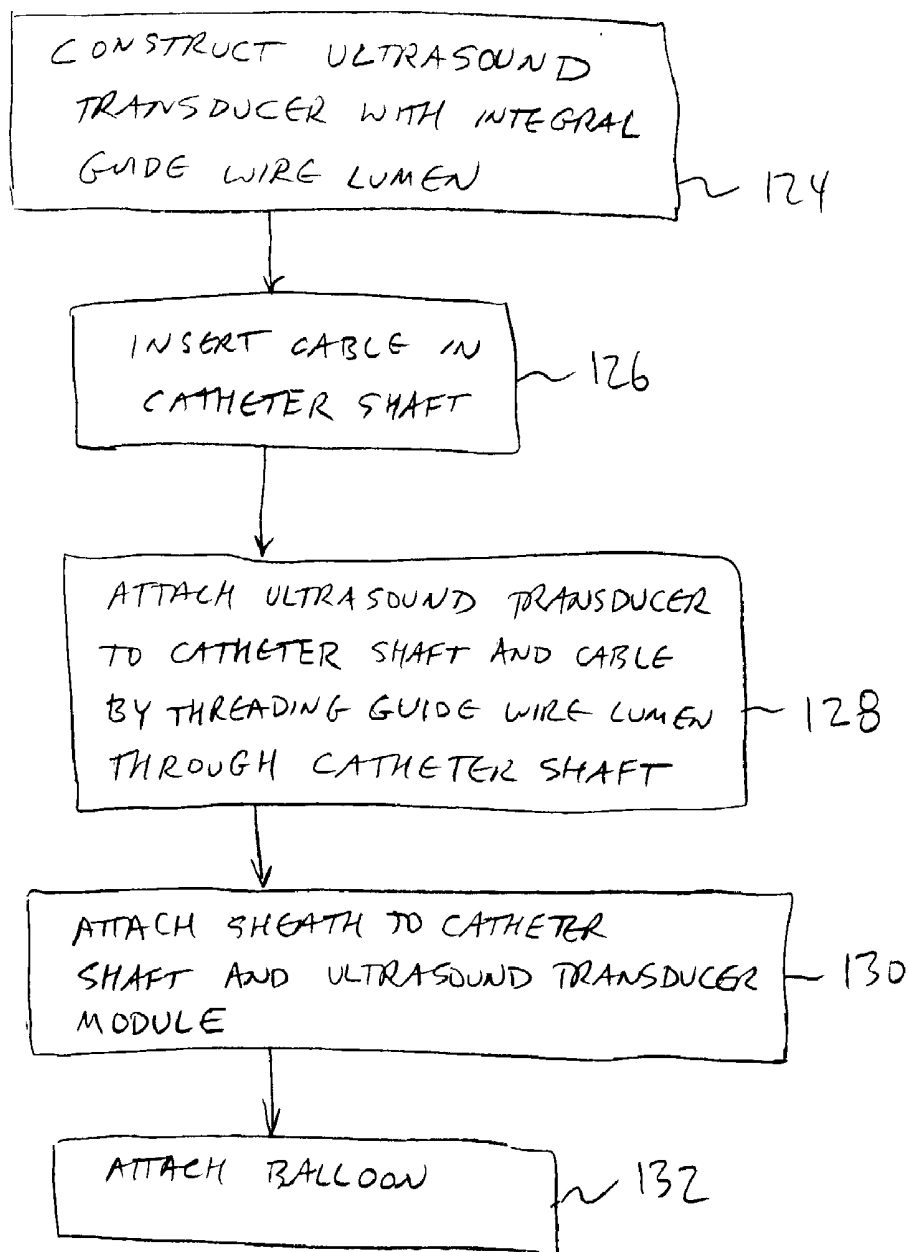 CONSTRUCT ULTRASOUND
TRANSDUCER WITH INTEGRAL
GUIDE WIRE LUMEN
124
INSERT CABLE IN
CATHETER SHAFT
126
ATTACH ULTRASOUND TRANSDUCER
TO CATHETER SHAFT AND CABLE
BY THREADING GUIDE WIRE LUMEN
THROUGH CATHETER SHAFT
128
ATTACH SHEATH TO CATHETER
SHAFT AND ULTRASOUND TRANSDUCER
MODULE
130
ATTACH BALLOON
132